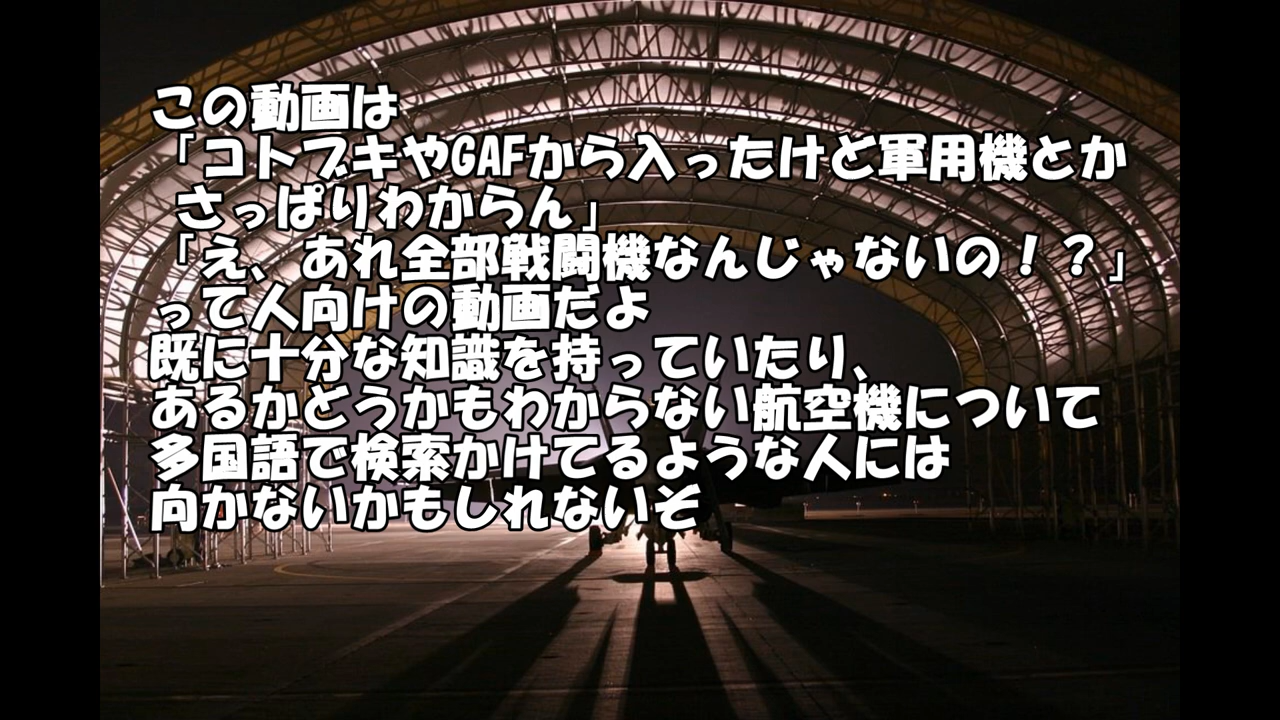 この動画は
「コトブキやGAFから入ったけど軍用機とか
さっぱりわからん」
「え、あれ全部戦闘機なんじゃないの！？」
って人向けの動画だよ
既に十分な知識を持っていたり、
あるかどうかもわからない航空機について
多国語で検索かけてるような人には
向かないかもしれないぞ